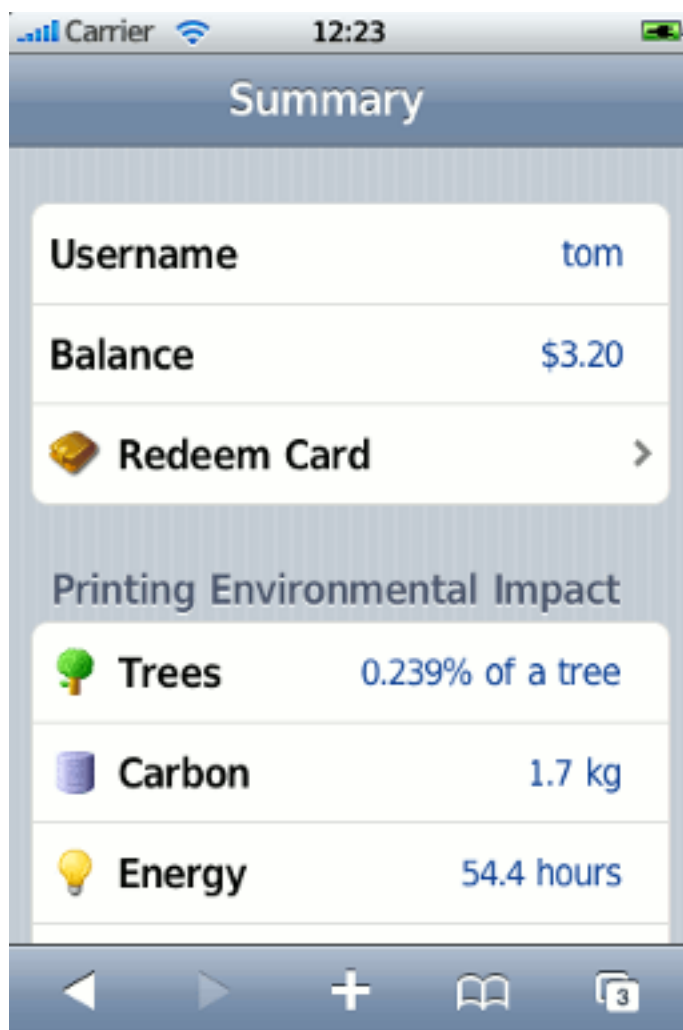 Carrier 12:23
Summary
Username tom
Balance $3.20
Redeem Card
Printing Environmental Impact
Trees 0.239% of a tree
Carbon 1.7 kg
Energy 54.4 hours
3